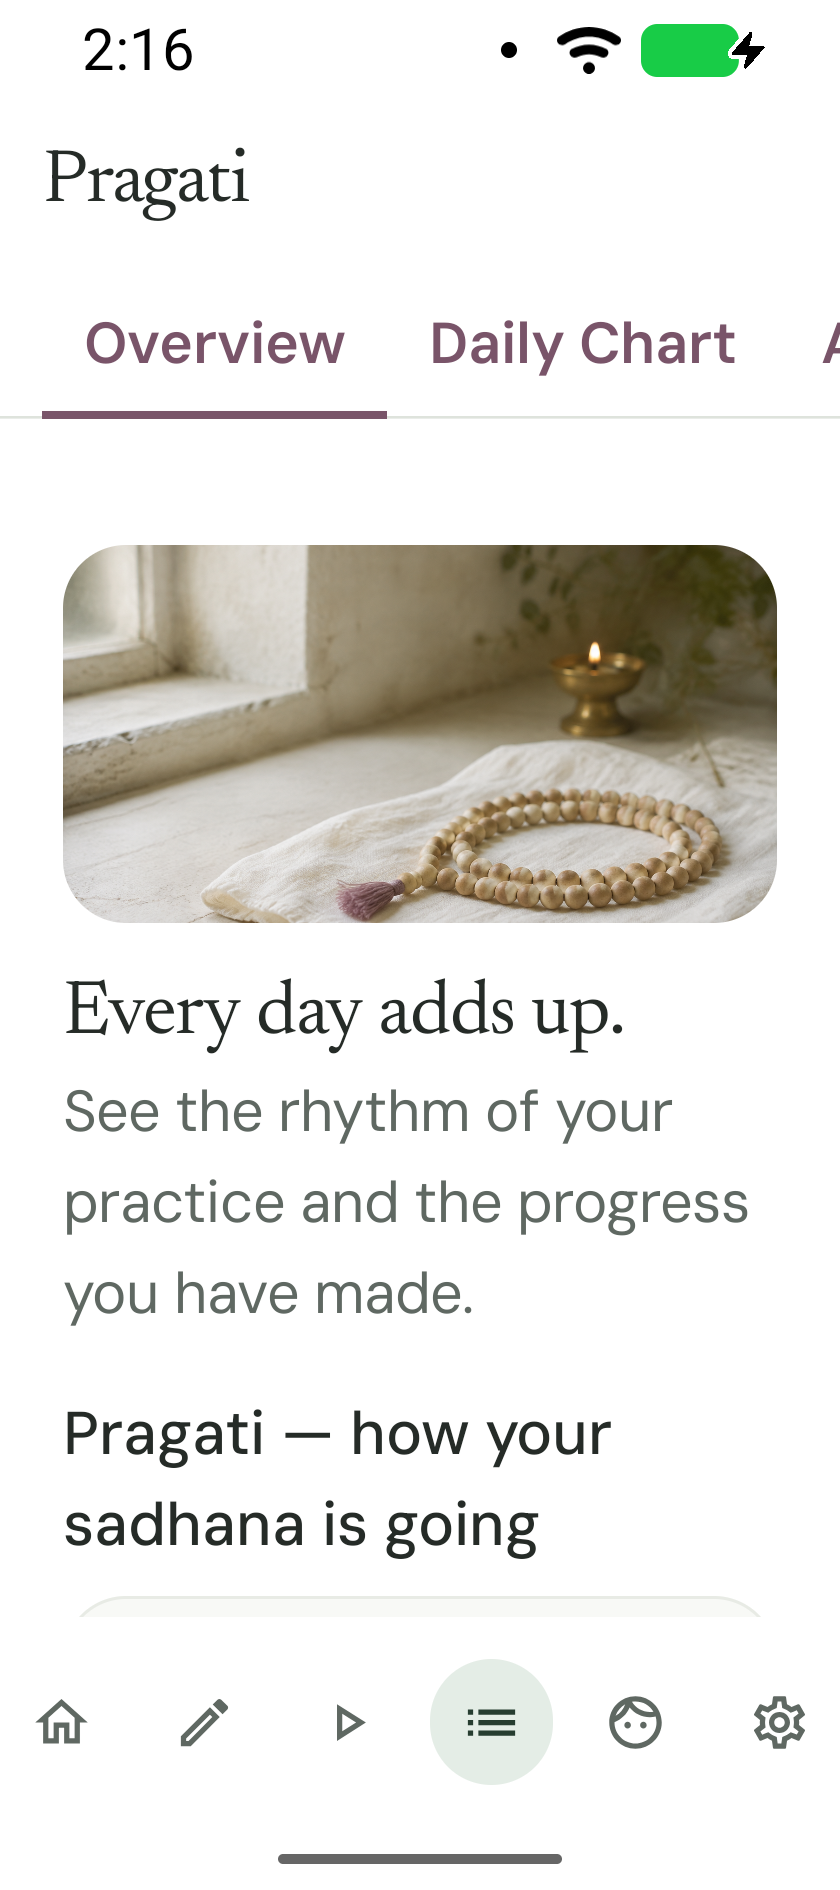 2:16
Pragati
Overview Daily Chart A
Every day adds up.
See the rhythm of your
practice and the progress
you have made.
Pragati — how your
sadhana is going